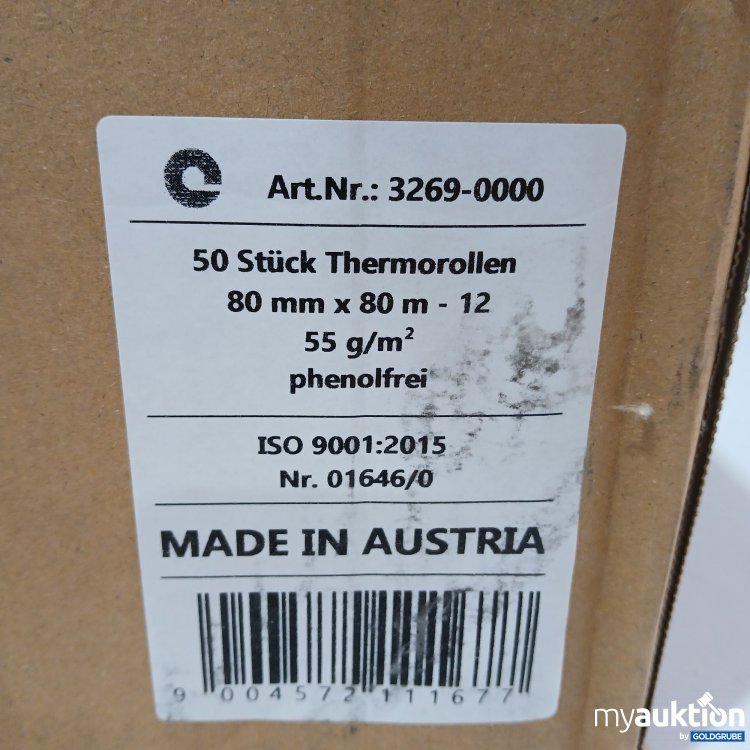 Art.Nr.: 3269-0000
50 Stück Thermorollen
80 mm x 80 m - 12
55 g/m²
phenolfrei
ISO 9001:2015
Nr. 01646/0
MADE IN AUSTRIA
9 004572 111677
myauktion
by GOLDGRUBE